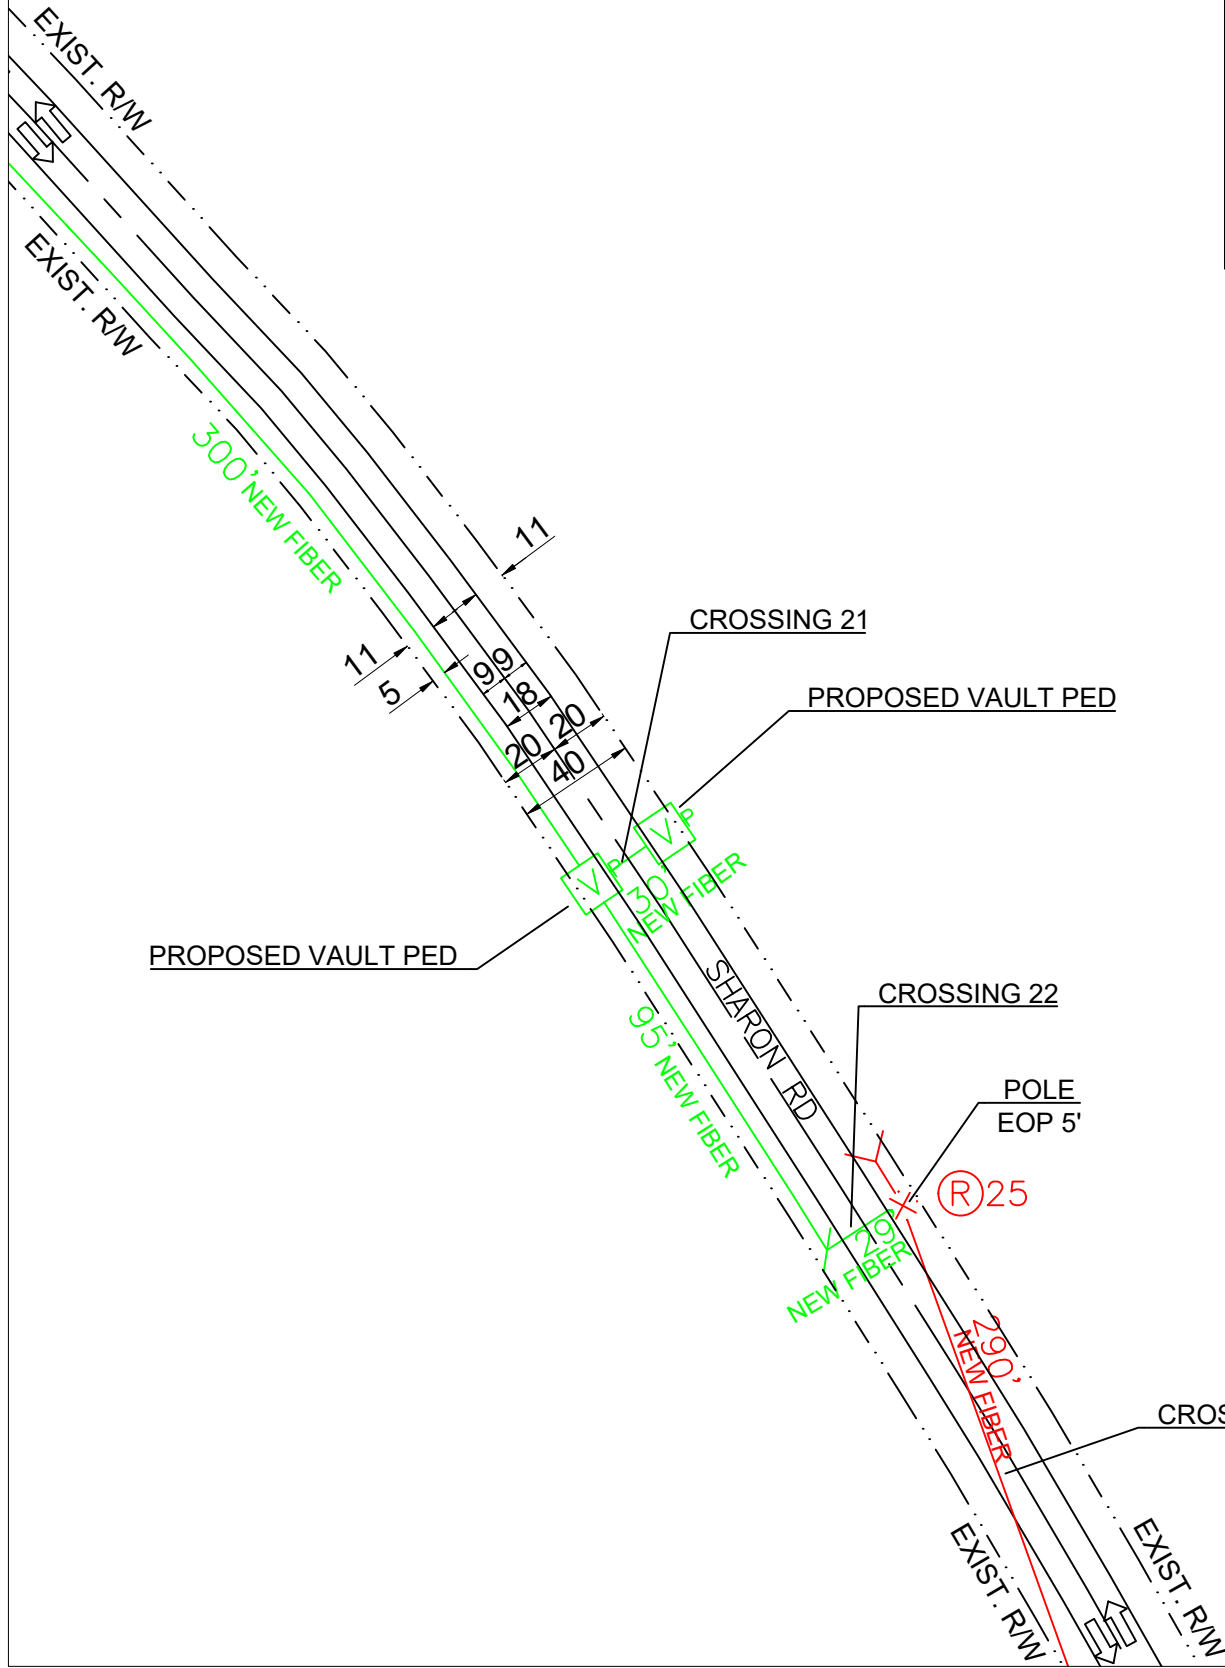 EXIST. R/W
EXIST. R/W
300' NEW FIBER
11
11
5
9
9
18
20
20
40
CROSSING 21
PROPOSED VAULT PED
V
P
V
P
30'
NEW FIBER
PROPOSED VAULT PED
SHARON RD
95' NEW FIBER
CROSSING 22
POLE
EOP 5'
R 25
NEW FIBER
290'
NEW FIBER
CROS
EXIST. R/W
EXIST. R/W